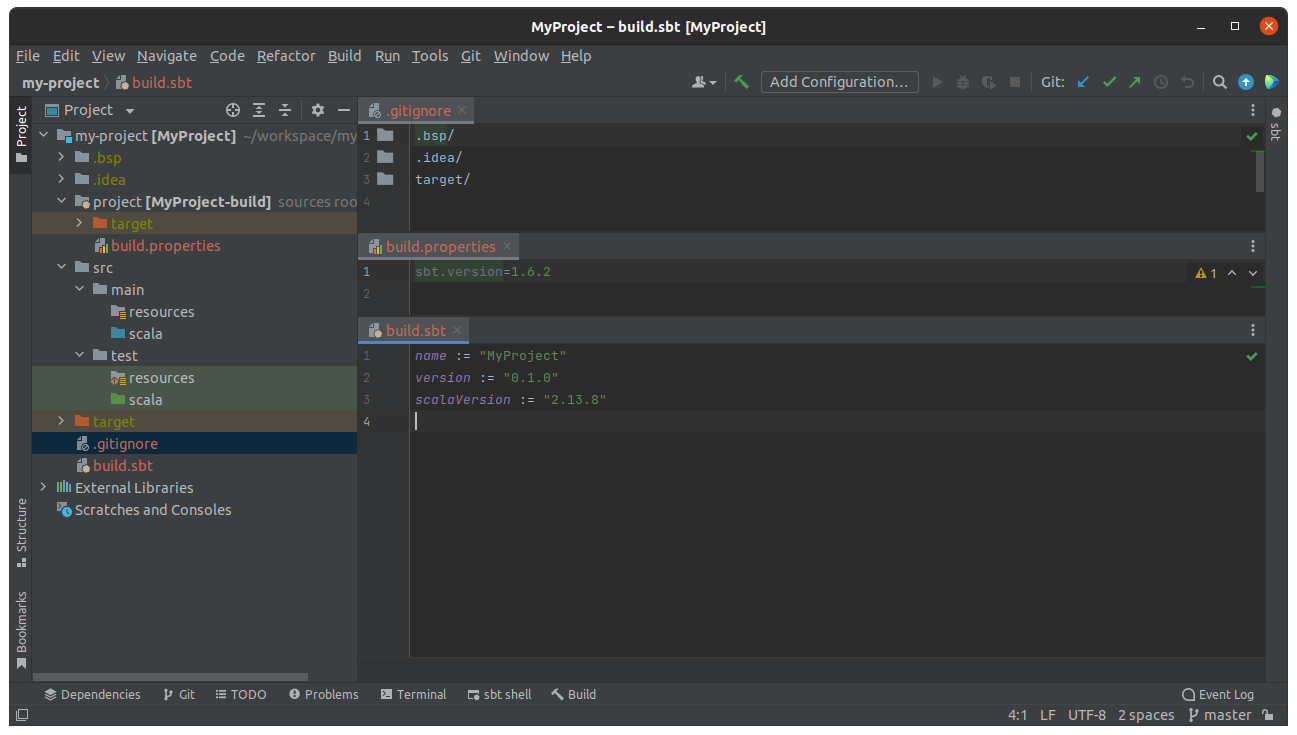 MyProject – build.sbt [MyProject]
File Edit View Navigate Code Refactor Build Run Tools Git Window Help
my-project build.sbt Add Configuration... Git:
Project
Project
my-project [MyProject] ~/workspace/my
.bsp
.idea
project [MyProject-build] sources roo
target
build.properties
src
main
resources
scala
test
resources
scala
target
.gitignore
build.sbt
External Libraries
Scratches and Consoles
Structure
Bookmarks
.gitignore
1 .bsp/
2 .idea/
3 target/
4
build.properties
1 sbt.version=1.6.2
1
2
build.sbt
1 name := "MyProject"
2 version := "0.1.0"
3 scalaVersion := "2.13.8"
4
sbt
Dependencies Git TODO Problems Terminal sbt shell Build Event Log
4:1 LF UTF-8 2 spaces master